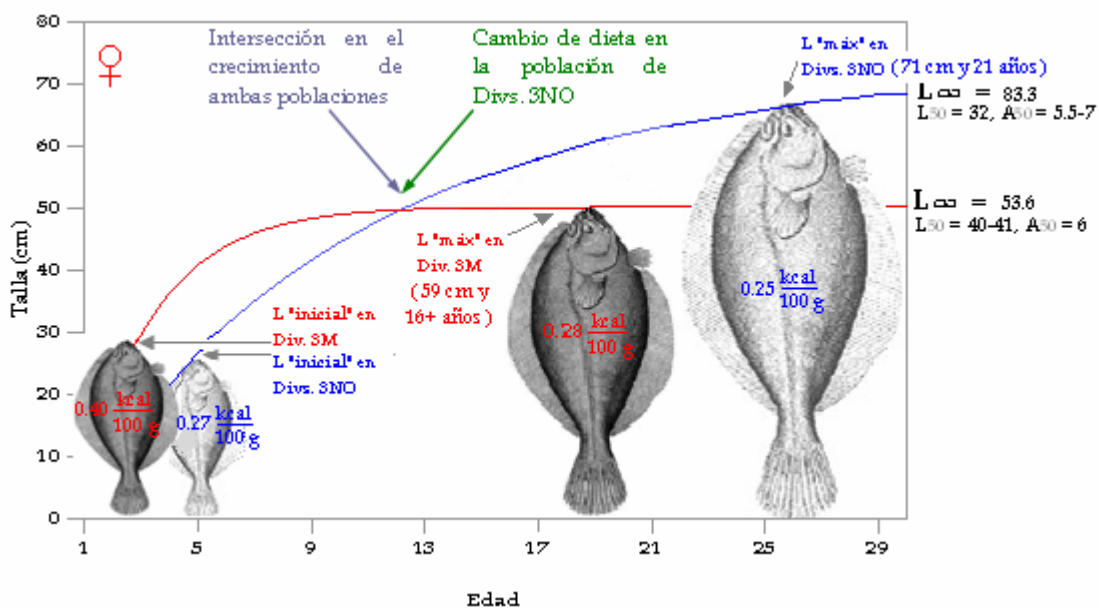 80
70
60
50
40
30
20
10
0
Talla (cm)
♀
Intersección en el
crecimiento de
ambas poblaciones
Cambio de dieta en
la población de
Divs. 3NO
L "máx" en
Divs. 3NO (71 cm y 21 años)
L∞ = 83.3
L50 = 32, A50 = 5.5-7
L∞ = 53.6
L50 = 40-41, A50 = 6
L "máx" en
Div. 3M
(59 cm y
16+ años)
L "inicial" en
Div. 3M
L "inicial" en
Divs. 3NO
0.40 kcal
100 g
0.27 kcal
100 g
0.28 kcal
100 g
0.25 kcal
100 g
1 5 9 13 17 21 25 29
Edad